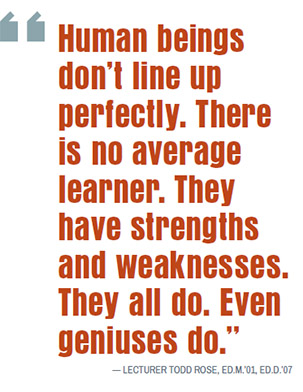 “Human beings
don’t line up
perfectly. There
is no average
learner. They
have strengths
and weaknesses.
They all do. Even
geniuses do.”
— LECTURER TODD ROSE, ED.M.'01, ED.D.'07